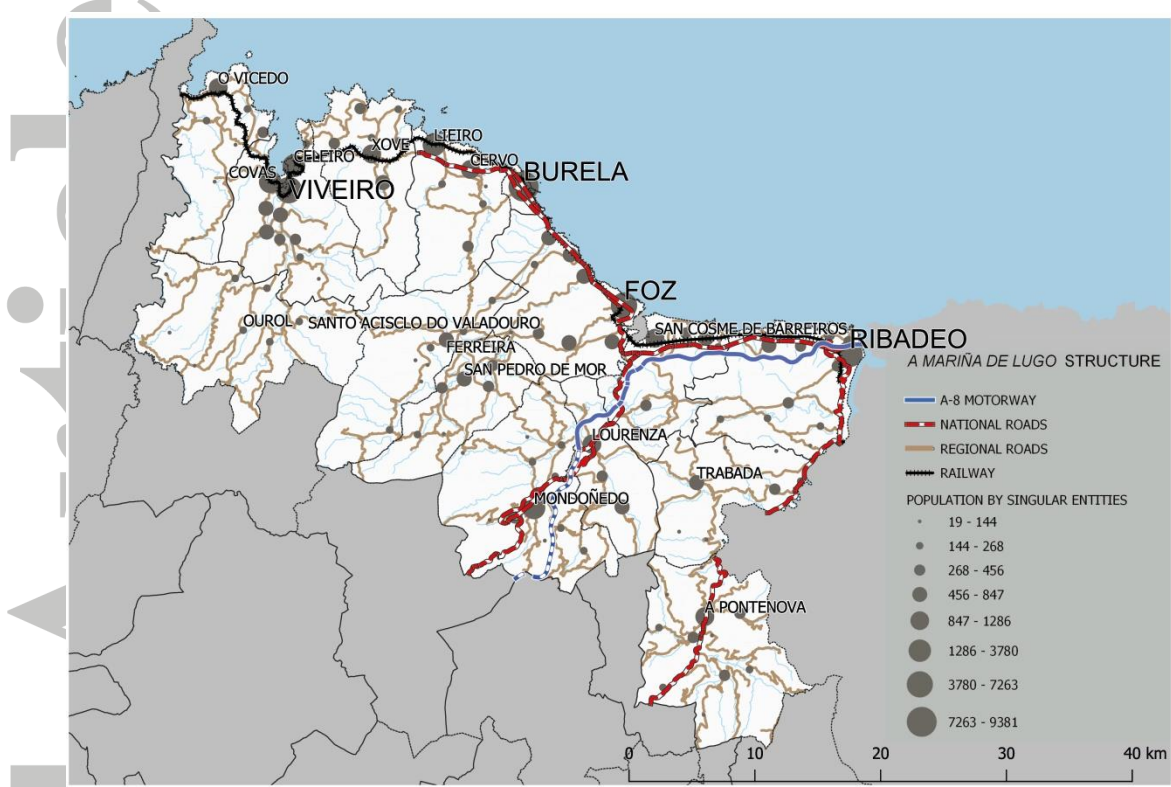 O VICEDO
LIEIRO
XOVE
CELEIRO
CERVO
COVAS
VIVEIRO
BURELA
FOZ
OUROL
SANTO ACISCLO DO VALADOURO
SAN COSME DE BARREIROS
RIBADEO
FERREIRA
SAN PEDRO DE MOR
LOURENZA
TRABADA
MONDOÑEDO
A PONTENOVA
A MARIÑA DE LUGO STRUCTURE
A-8 MOTORWAY
NATIONAL ROADS
REGIONAL ROADS
RAILWAY
POPULATION BY SINGULAR ENTITIES
19 - 144
144 - 268
268 - 456
456 - 847
847 - 1286
1286 - 3780
3780 - 7263
7263 - 9381
0 10 20 30 40 km